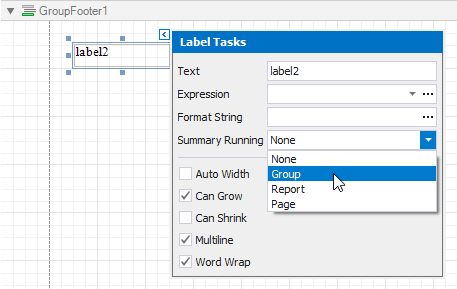 GroupFooter1
label2
Label Tasks
Text label2
Expression
Format String
Summary Running None
None
Group
Report
Page
Auto Width
Can Grow
Can Shrink
Multiline
Word Wrap